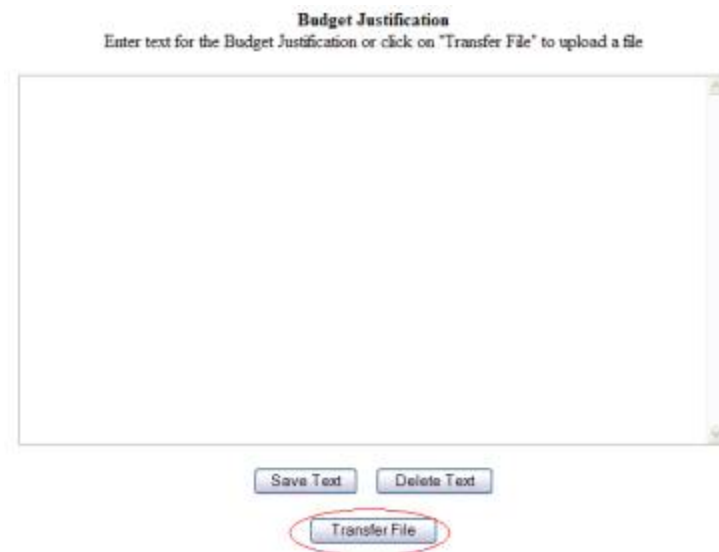 Budget Justification
Enter text for the Budget Justification or click on "Transfer File" to upload a file
Save Text Delete Text
Transfer File